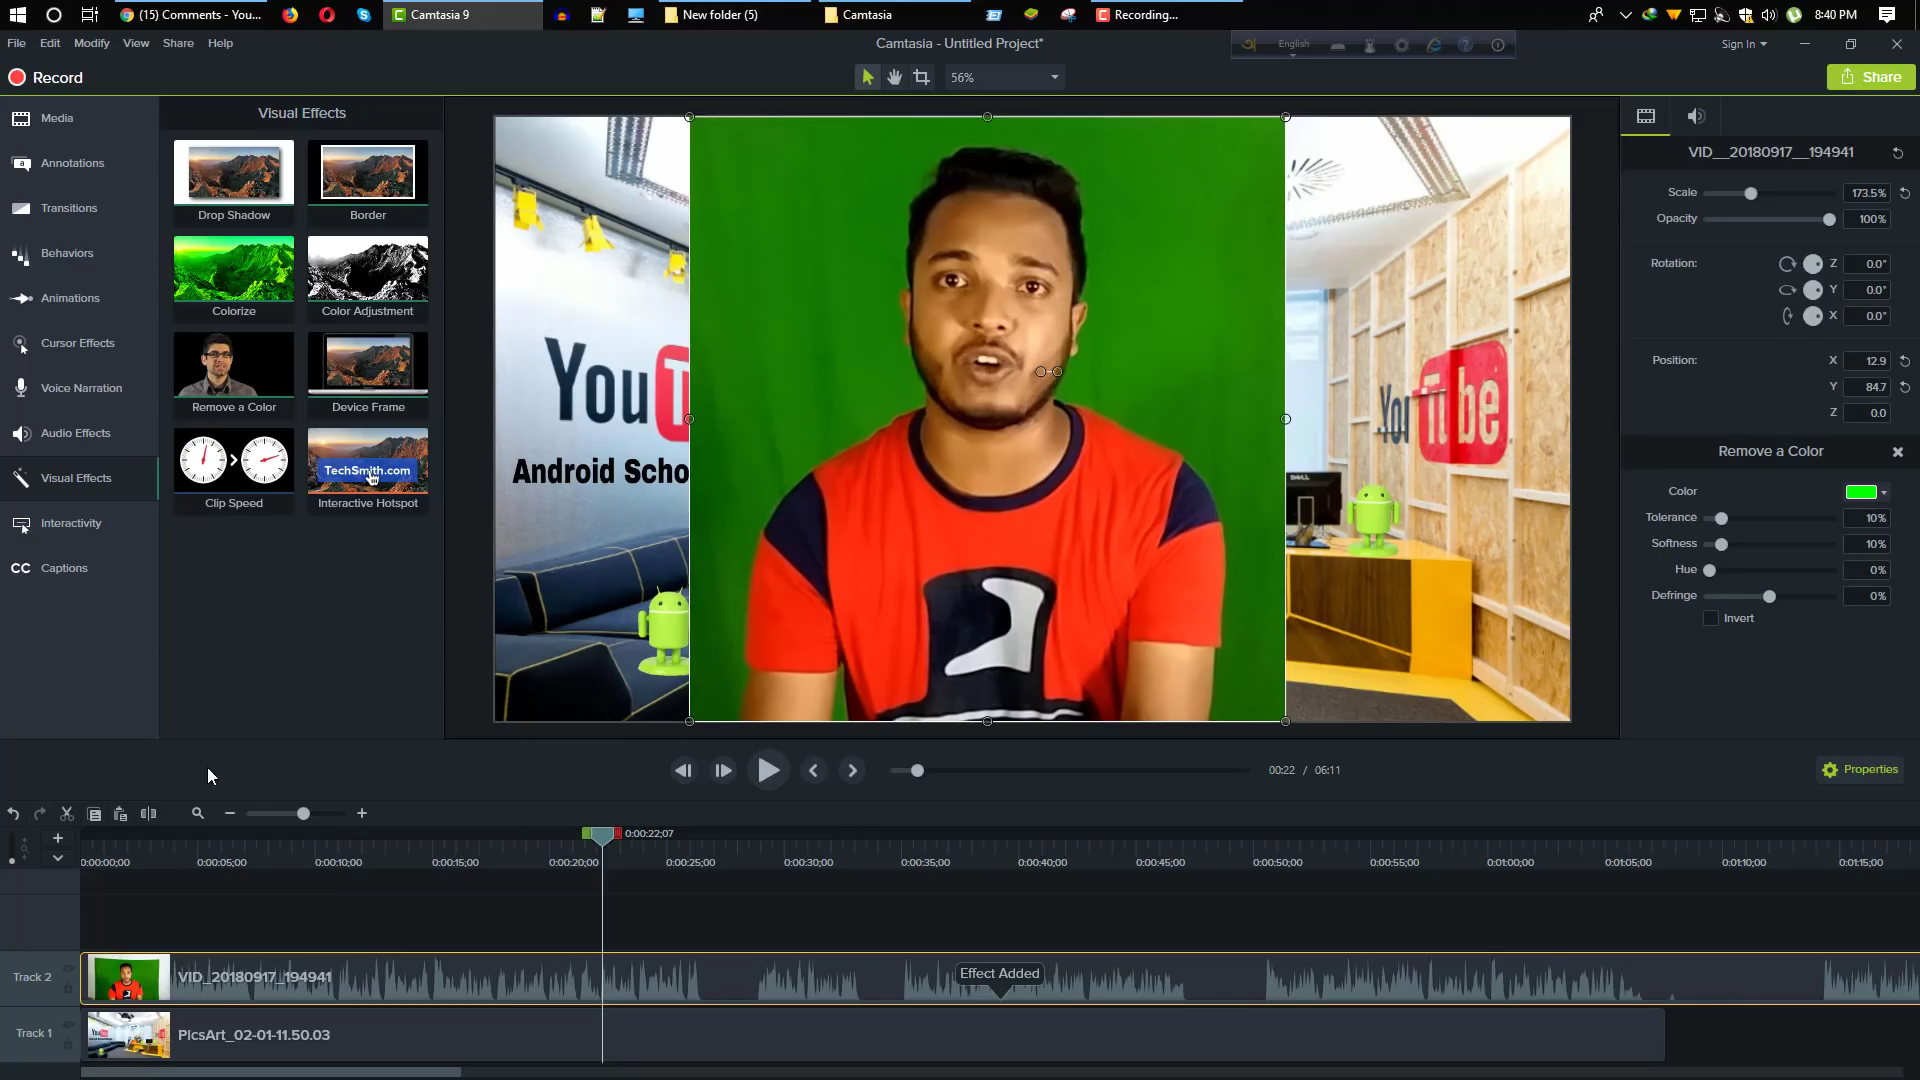 (15) Comments - You...
Camtasia 9
New folder (5)
Camtasia
Recording...
8:40 PM
File
Edit
Modify
View
Share
Help
Camtasia - Untitled Project*
English
Sign In
Record
56%
Share
Media
Annotations
Transitions
Behaviors
Animations
Cursor Effects
Voice Narration
Audio Effects
Visual Effects
Interactivity
CC Captions
Visual Effects
Drop Shadow
Border
Colorize
Color Adjustment
Remove a Color
Device Frame
Clip Speed
TechSmith.com
Interactive Hotspot
YouT
Android Scho
DELL
VID__20180917__194941
Scale
173.5%
Opacity
100%
Rotation:
Z
0.0°
Y
0.0°
X
0.0°
Position:
X
12.9
Y
84.7
Z
0.0
Remove a Color
Color
Tolerance
10%
Softness
10%
Hue
0%
Defringe
0%
Invert
00:22 / 06:11
Properties
0:00:22;07
0:00:00;00
0:00:05;00
0:00:10;00
0:00:15;00
0:00:20;00
0:00:25;00
0:00:30;00
0:00:35;00
0:00:40;00
0:00:45;00
0:00:50;00
0:00:55;00
0:01:00;00
0:01:05;00
0:01:10;00
0:01:15;00
Track 2
VID_20180917_194941
Effect Added
Track 1
PicsArt_02-01-11.50.03